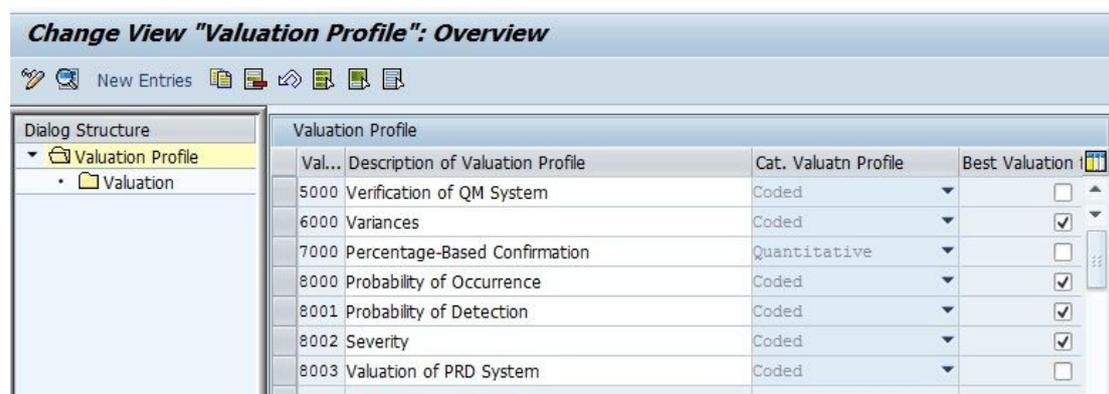 Change View "Valuation Profile": Overview
New Entries
Dialog Structure
Valuation Profile
Valuation
Valuation Profile
Val... Description of Valuation Profile Cat. Valuatn Profile Best Valuation f
5000 Verification of QM System Coded
6000 Variances Coded
7000 Percentage-Based Confirmation Quantitative
8000 Probability of Occurrence Coded
8001 Probability of Detection Coded
8002 Severity Coded
8003 Valuation of PRD System Coded